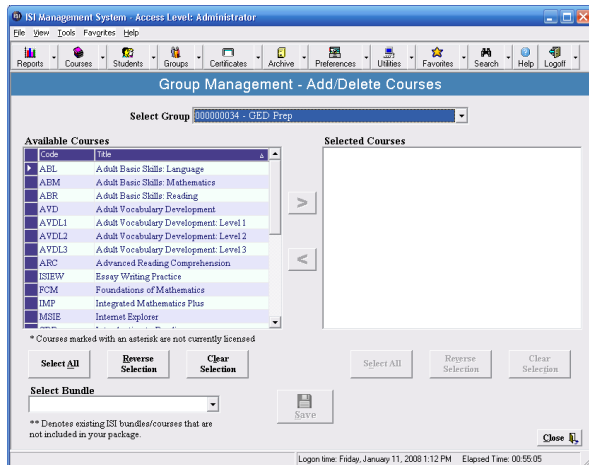 ISI Management System - Access Level: Administrator
File View Tools Favorites Help
Reports Courses Students Groups Certificates Archive Preferences Utilities Favorites Search Help Logoff
Group Management - Add/Delete Courses
Select Group 000000034 - GED Prep
Available Courses Selected Courses
Code Title
ABL Adult Basic Skills: Language
ABM Adult Basic Skills: Mathematics
ABR Adult Basic Skills: Reading
AVD Adult Vocabulary Development
AVDL1 Adult Vocabulary Development: Level 1
AVDL2 Adult Vocabulary Development: Level 2
AVDL3 Adult Vocabulary Development: Level 3
ARC Advanced Reading Comprehension
ISIEW Essay Writing Practice
FCM Foundations of Mathematics
IMP Integrated Mathematics Plus
MSIE Internet Explorer
* Courses marked with an asterisk are not currently licensed
Select All Reverse Selection Clear Selection Select All Reverse Selection Clear Selection
Select Bundle
Save
** Denotes existing ISI bundles/courses that are
not included in your package.
Close
Logon time: Friday, January 11, 2008 1:12 PM Elapsed Time: 00:55:05